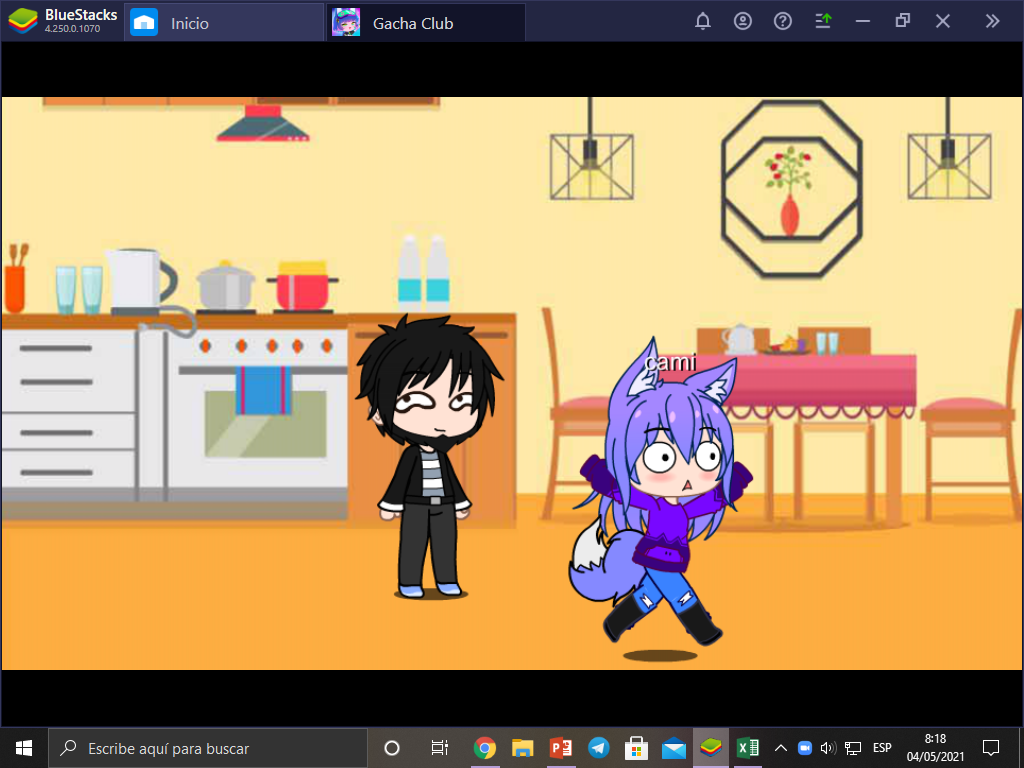 BlueStacks
4.250.0.1070
Inicio
Gacha Club
cami
Escribe aquí para buscar
ESP
8:18
04/05/2021